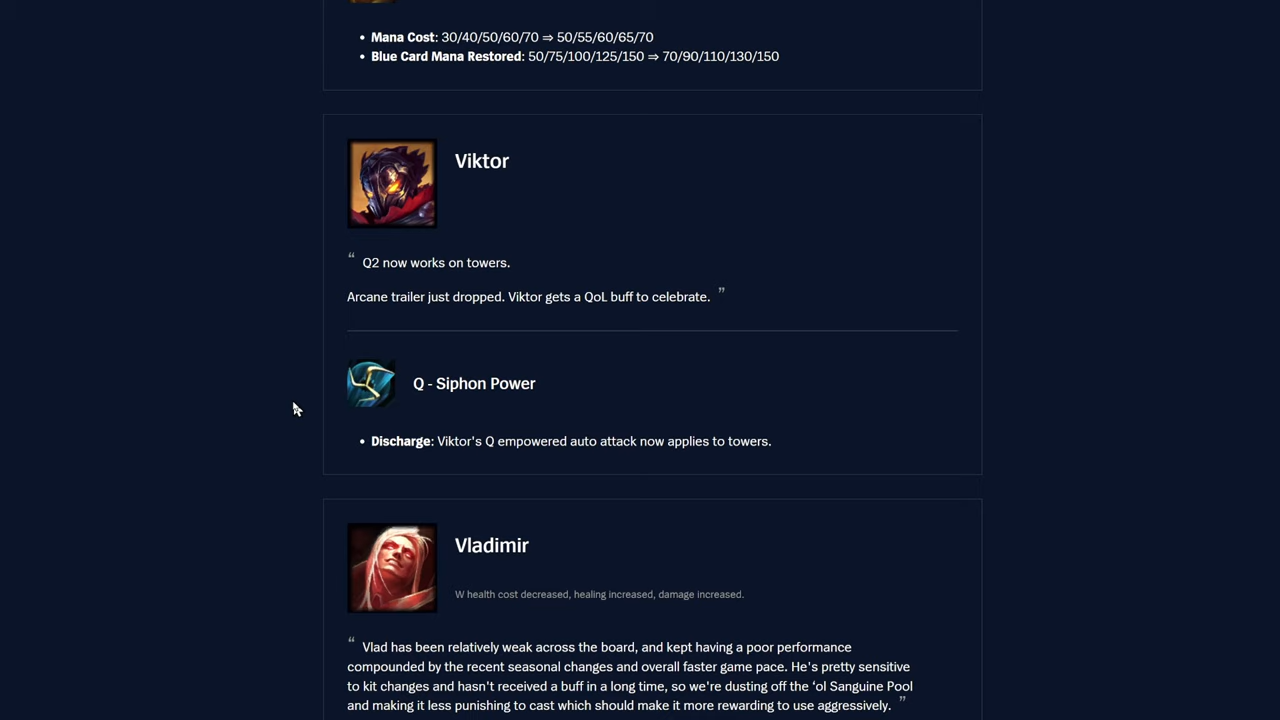 • Mana Cost: 30/40/50/60/70 ⇒ 50/55/60/65/70
• Blue Card Mana Restored: 50/75/100/125/150 ⇒ 70/90/110/130/150
Viktor
“ Q2 now works on towers.
Arcane trailer just dropped. Viktor gets a QoL buff to celebrate. ”
Q - Siphon Power
• Discharge: Viktor's Q empowered auto attack now applies to towers.
Vladimir
W health cost decreased, healing increased, damage increased.
“ Vlad has been relatively weak across the board, and kept having a poor performance
compounded by the recent seasonal changes and overall faster game pace. He's pretty sensitive
to kit changes and hasn't received a buff in a long time, so we're dusting off the ‘ol Sanguine Pool
and making it less punishing to cast which should make it more rewarding to use aggressively. ”